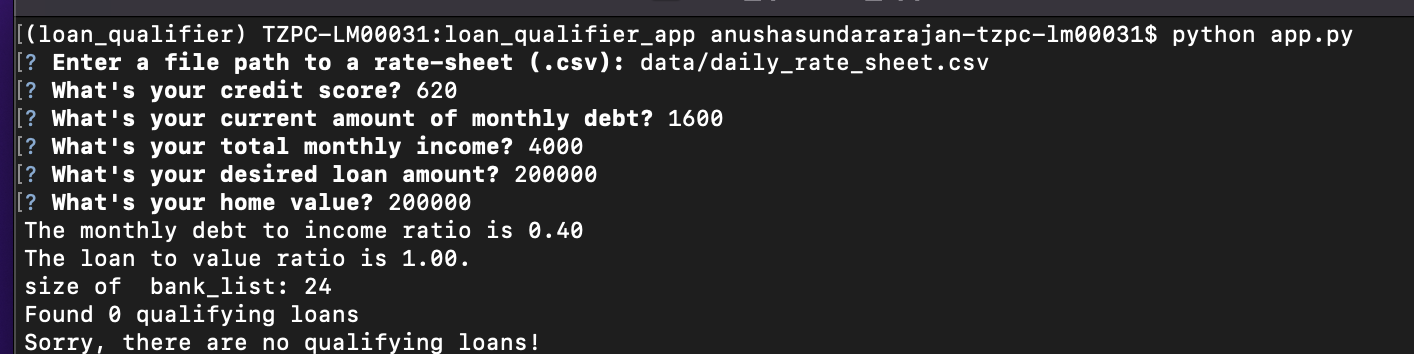 [(loan_qualifier) TZPC-LM00031:loan_qualifier_app anushasundararajan-tzpc-lm00031$ python app.py
[? Enter a file path to a rate-sheet (.csv): data/daily_rate_sheet.csv
[? What's your credit score? 620
[? What's your current amount of monthly debt? 1600
[? What's your total monthly income? 4000
[? What's your desired loan amount? 200000
[? What's your home value? 200000
The monthly debt to income ratio is 0.40
The loan to value ratio is 1.00.
size of  bank_list: 24
Found 0 qualifying loans
Sorry, there are no qualifying loans!